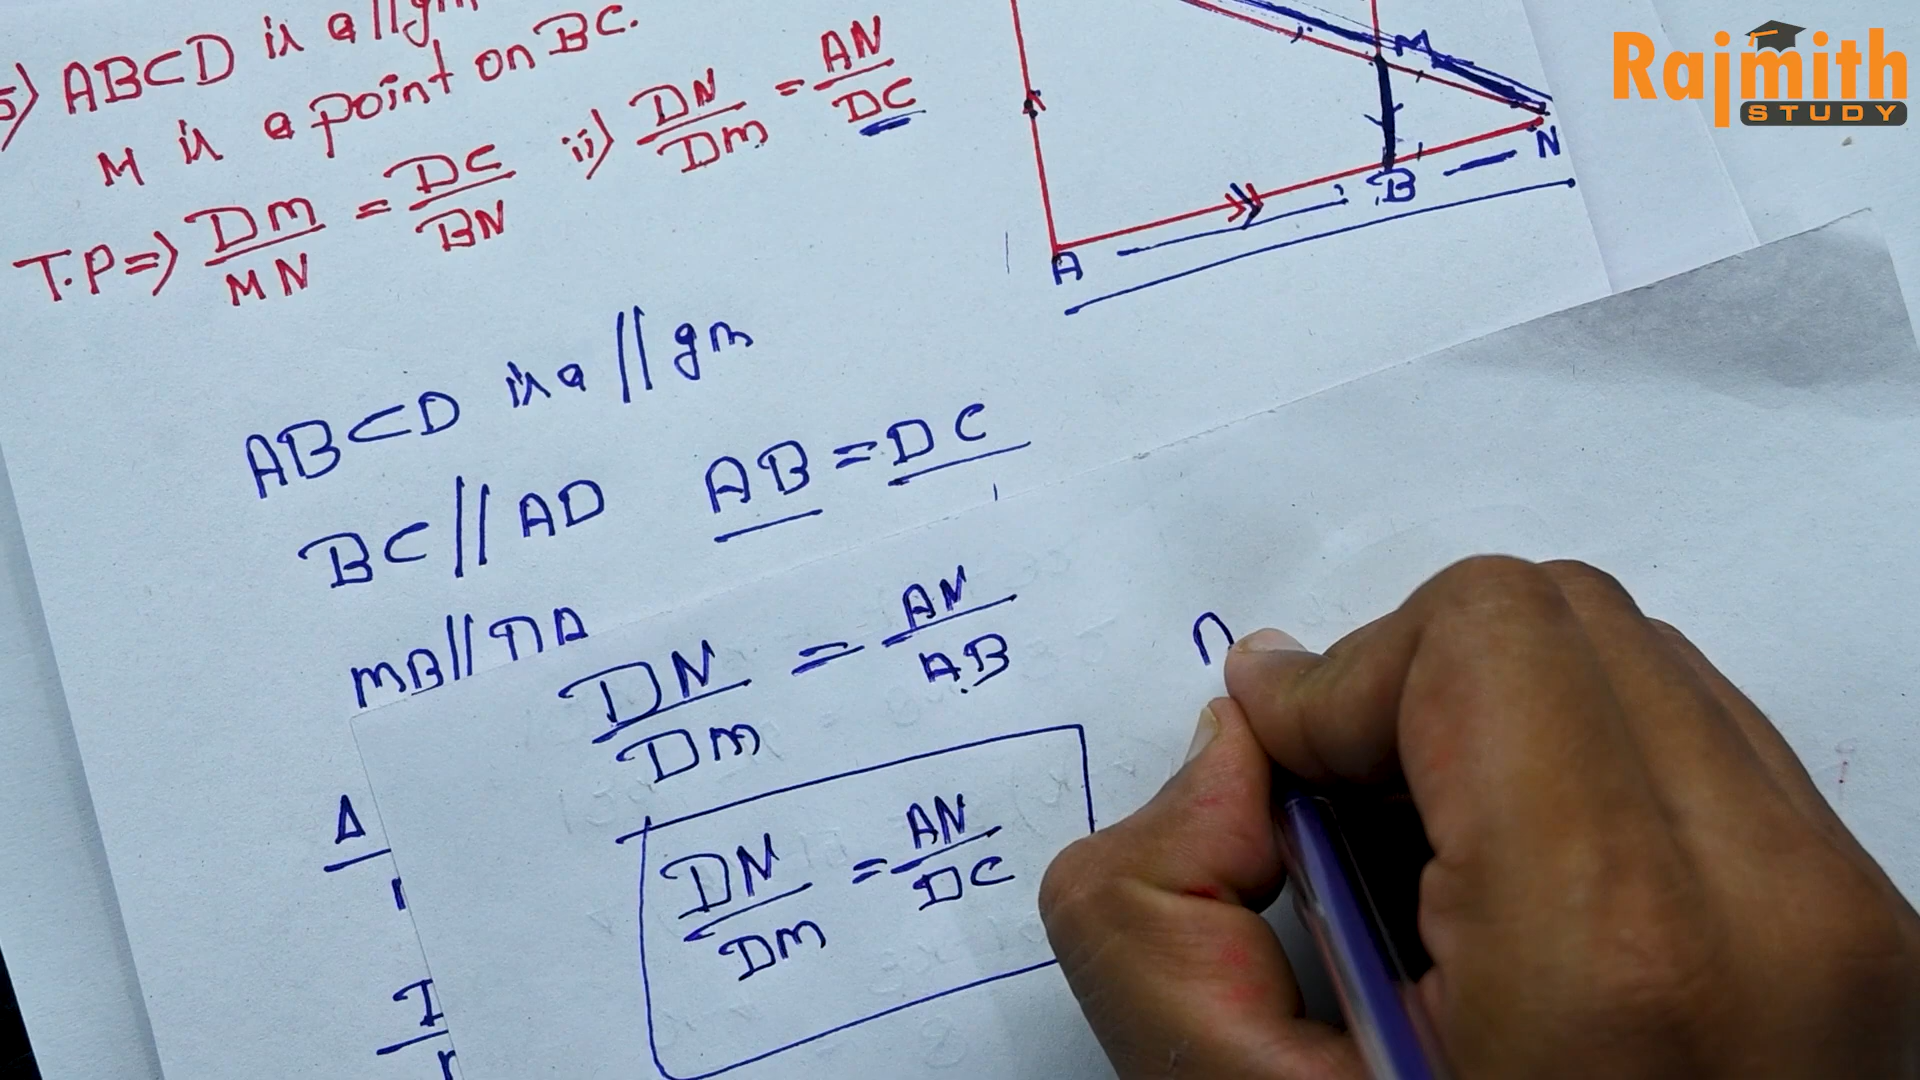 5) ABCD is a ||gm
M is a point on BC.
T.P => DM/MN = DC/BN ii) DN/DM = AN/DC
M
N
B
A
ABCD is a || gm
BC || AD AB = DC
MB || DA
DN/DM = AN/AB
DN/DM = AN/DC
Δ
Rajmith
STUDY